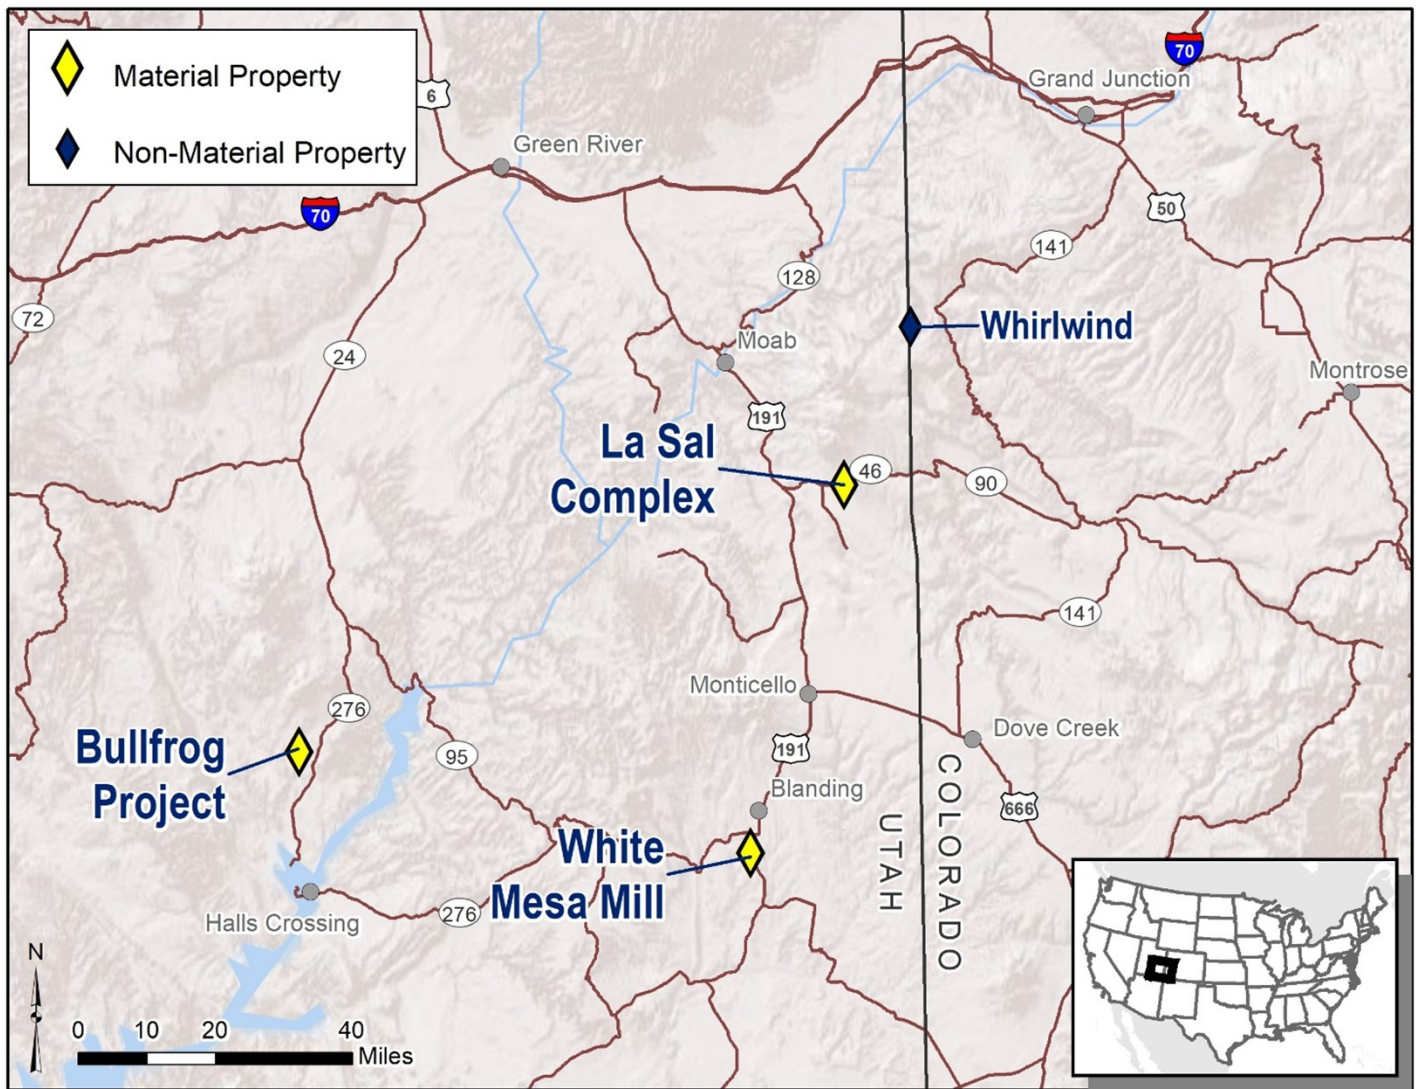 Material Property
Non-Material Property
6
70
Grand Junction
Green River
70
50
141
128
72
24
Whirlwind
Moab
Montrose
191
La Sal
Complex
46
90
141
Monticello
276
Dove Creek
Bullfrog
Project
95
191
Blanding
666
COLORADO
UTAH
White
Mesa Mill
276
Halls Crossing
N
0 10 20 40
Miles